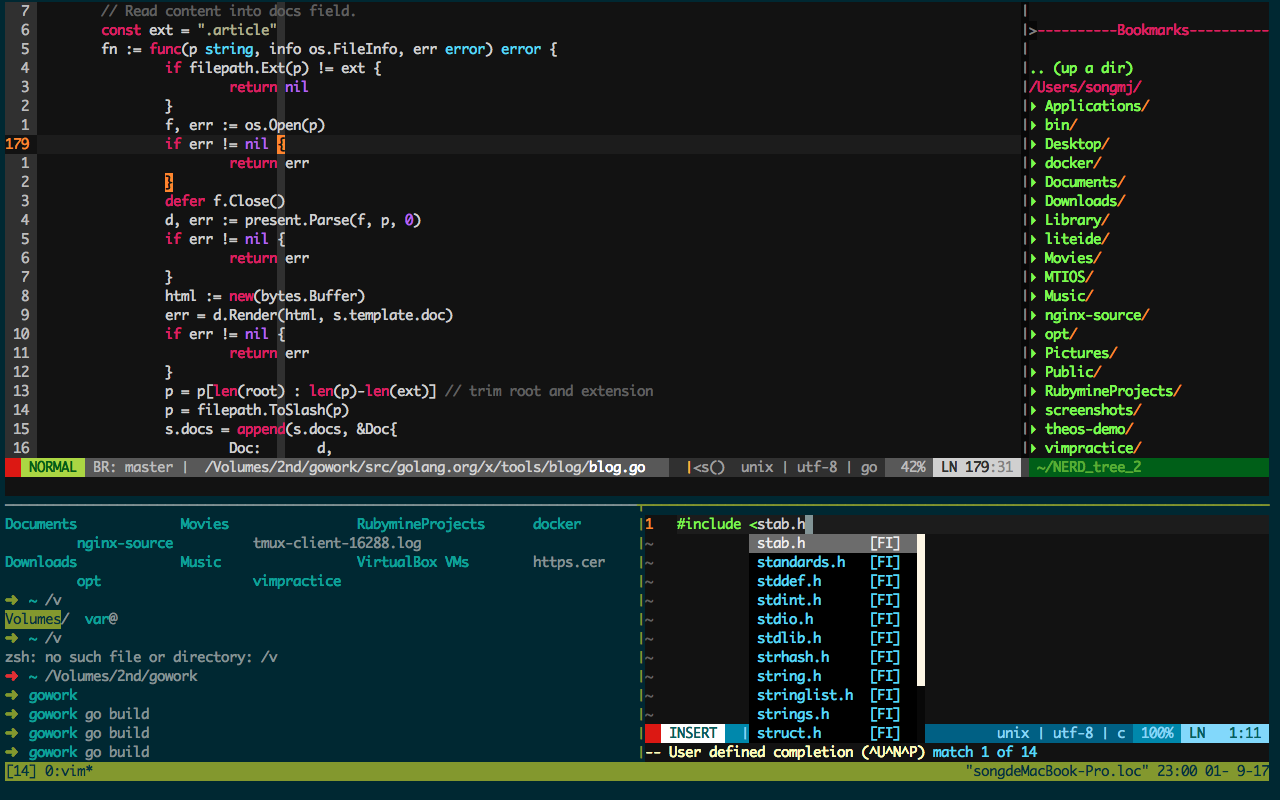 7 // Read content into docs field.
6 const ext = ".article"
5 fn := func(p string, info os.FileInfo, err error) error {
4 if filepath.Ext(p) != ext {
3 return nil
2 }
1 f, err := os.Open(p)
179 if err != nil {
1 return err
2 }
3 defer f.Close()
4 d, err := present.Parse(f, p, 0)
5 if err != nil {
6 return err
7 }
8 html := new(bytes.Buffer)
9 err = d.Render(html, s.template.doc)
10 if err != nil {
11 return err
12 }
13 p = p[len(root) : len(p)-len(ext)] // trim root and extension
14 p = filepath.ToSlash(p)
15 s.docs = append(s.docs, &Doc{
16 Doc: d,
NORMAL BR: master | /Volumes/2nd/gowork/src/golang.org/x/tools/blog/blog.go |<s() unix | utf-8 | go 42% LN 179:31
>----------Bookmarks----------
.. (up a dir)
/Users/songmj/
▸ Applications/
▸ bin/
▸ Desktop/
▸ docker/
▸ Documents/
▸ Downloads/
▸ Library/
▸ liteide/
▸ Movies/
▸ MTIOS/
▸ Music/
▸ nginx-source/
▸ opt/
▸ Pictures/
▸ Public/
▸ RubymineProjects/
▸ screenshots/
▸ theos-demo/
▸ vimpractice/
~/NERD_tree_2
Documents Movies RubymineProjects docker
nginx-source tmux-client-16288.log
Downloads Music VirtualBox VMs https.cer
opt vimpractice
➜ ~ /v
Volumes/ var@
➜ ~ /v
zsh: no such file or directory: /v
➜ ~ /Volumes/2nd/gowork
➜ gowork
➜ gowork go build
➜ gowork go build
➜ gowork go build
1 #include <stab.h
~ stab.h [FI]
~ standards.h [FI]
~ stddef.h [FI]
~ stdint.h [FI]
~ stdio.h [FI]
~ stdlib.h [FI]
~ strhash.h [FI]
~ string.h [FI]
~ stringlist.h [FI]
~ strings.h [FI]
INSERT | struct.h [FI] unix | utf-8 | c 100% LN 1:11
-- User defined completion (^U^N^P) match 1 of 14
[14] 0:vim* "songdeMacBook-Pro.loc" 23:00 01- 9-17